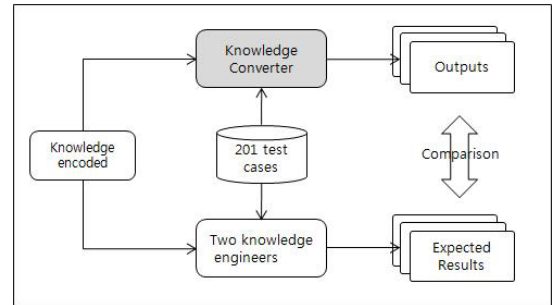 Knowledge
Converter
Outputs
Knowledge
encoded
201 test
cases
Comparison
Two knowledge
engineers
Expected
Results